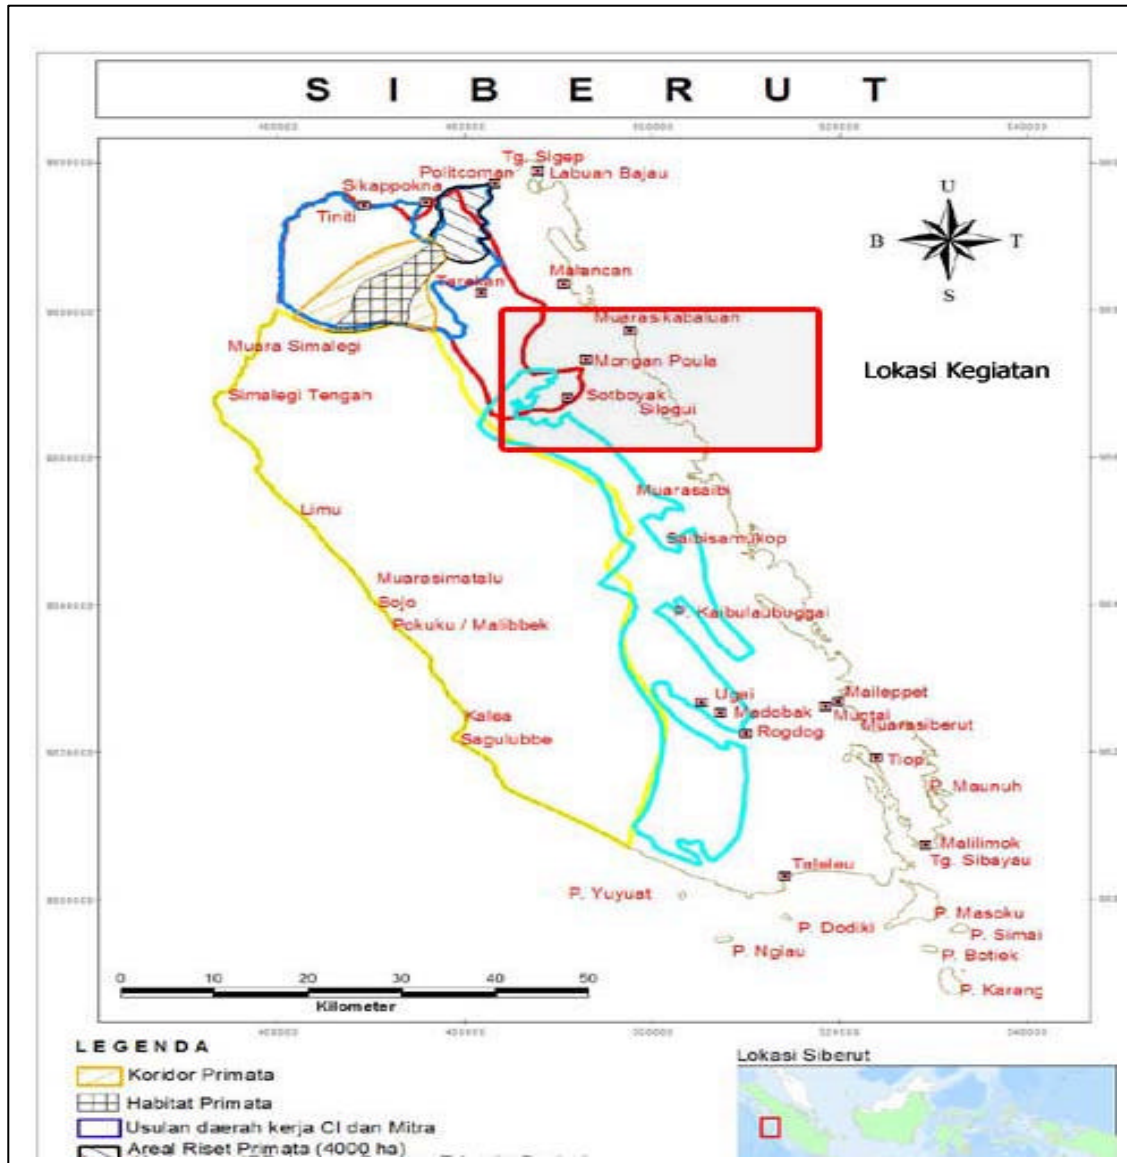 S I B E R U T
Tg. Sigep
Politcoman
Labuan Bajau
Sikappokna
Tiniti
U
B
T
S
Malancan
Tarekan
Muarasikabaluan
Muara Simalegi
Mongan Poula
Lokasi Kegiatan
Simalegi Tengah
Sotboyak
Silogui
Muarasaibi
Limu
Saibisamukop
Muarasimatalu
Sojo
P. Kaibulaubuggai
Pokuku / Malibbek
Ugai
Maileppet
Madobak
Muntai
Kalea
Muarasiberut
Sagulubbe
Rogdog
Tiop
P. Maunuh
Malilimok
Tg. Sibayau
Taleleu
P. Yuyuat
P. Masoku
P. Dodiki
P. Simai
P. Ngiau
P. Botiek
P. Karang
0 10 20 30 40 50
Kilometer
LEGENDA
Koridor Primata
Habitat Primata
Usulan daerah kerja CI dan Mitra
Areal Riset Primata (4000 ha)
Lokasi Siberut